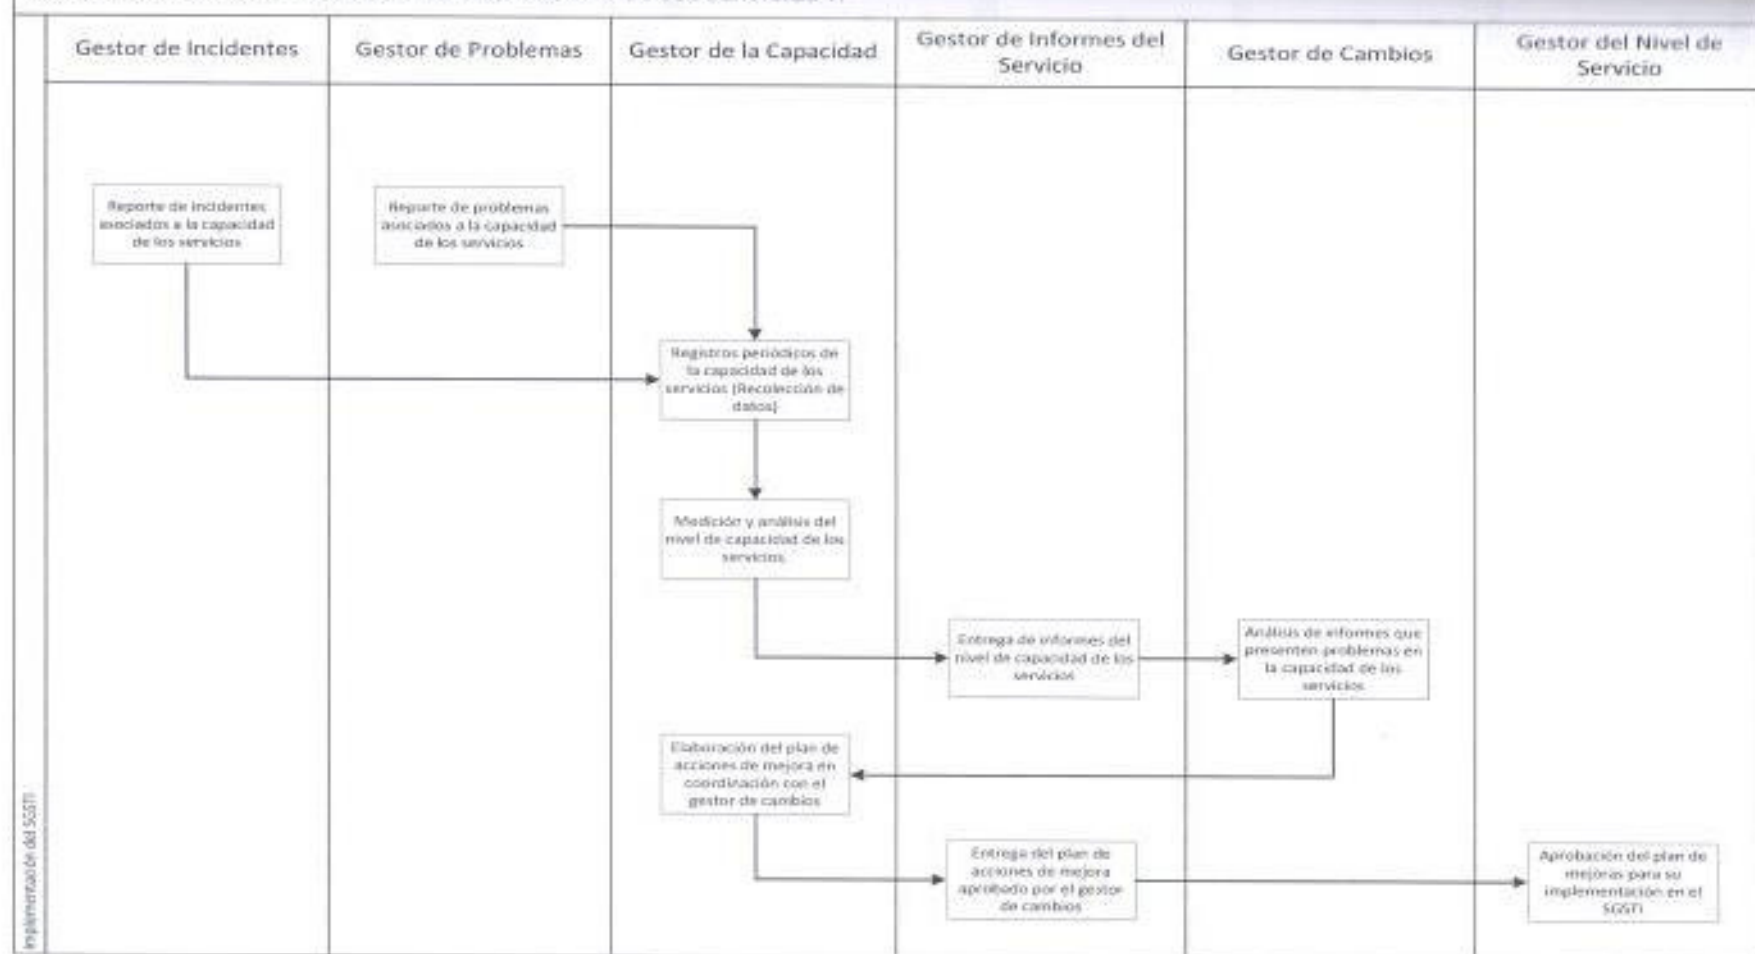 Gestor de Incidentes
Gestor de Problemas
Gestor de la Capacidad
Gestor de Informes del
Servicio
Gestor de Cambios
Gestor del Nivel de
Servicio
Reporte de incidentes
asociados a la capacidad
de los servicios
Reporte de problemas
asociados a la capacidad
de los servicios
Registros periódicos de
la capacidad de los
servicios (Recolección de
datos)
Medición y análisis del
nivel de capacidad de los
servicios
Entrega de informes del
nivel de capacidad de los
servicios
Análisis de informes que
presenten problemas en
la capacidad de los
servicios
Elaboración del plan de
acciones de mejora en
coordinación con el
gestor de cambios
Entrega del plan de
acciones de mejora
aprobado por el gestor
de cambios
Aprobación del plan de
mejoras para su
implementación en el
SGSTI
Implementación del SGSTI